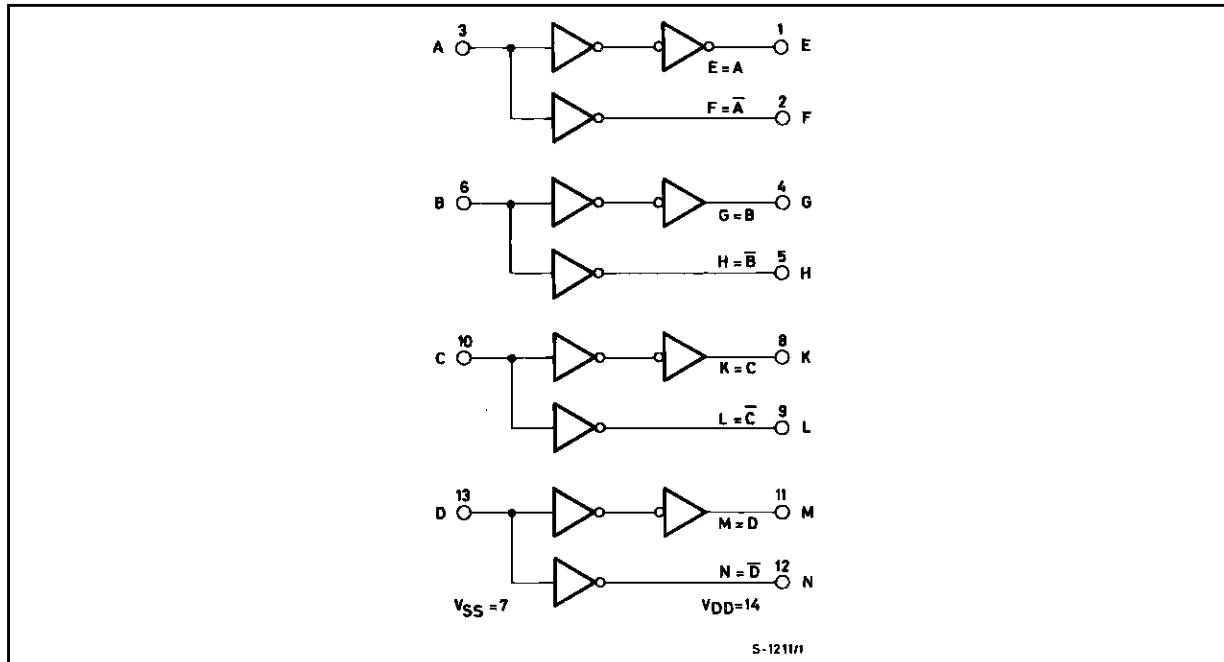 3
A
1
E
E = A
F = A̅
2
F
6
B
4
G
G = B
H = B̅
5
H
10
C
8
K
K = C
L = C̅
9
L
13
D
11
M
M = D
N = D̅
12
N
VSS = 7
VDD = 14
S-1211/1